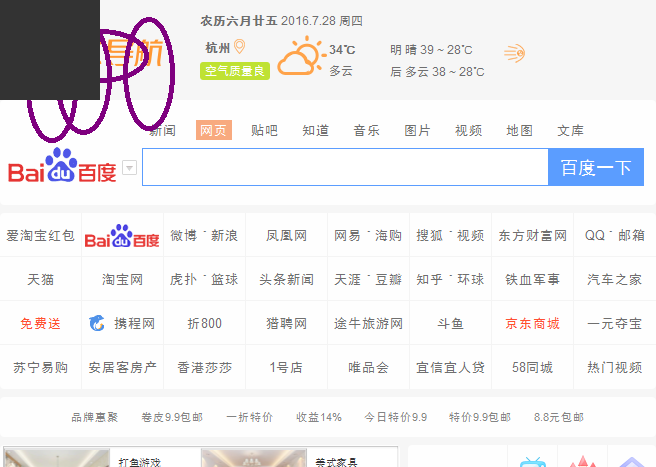 导航
农历六月廿五 2016.7.28 周四
杭州 34℃ 明 晴 39 ~ 28℃
空气质量良 多云 后 多云 38 ~ 28℃
新闻 网页 贴吧 知道 音乐 图片 视频 地图 文库
Bai du 百度 百度一下
爱淘宝红包 Bai du 百度 微博 · 新浪 凤凰网 网易 · 海购 搜狐 · 视频 东方财富网 QQ · 邮箱
天猫 淘宝网 虎扑 · 篮球 头条新闻 天涯 · 豆瓣 知乎 · 环球 铁血军事 汽车之家
免费送 携程网 折800 猎聘网 途牛旅游网 斗鱼 京东商城 一元夺宝
苏宁易购 安居客房产 香港莎莎 1号店 唯品会 宜信宜人贷 58同城 热门视频
品牌惠聚 卷皮9.9包邮 一折特价 收益14% 今日特价9.9 特价9.9包邮 8.8元包邮
打鱼游戏 美式家具